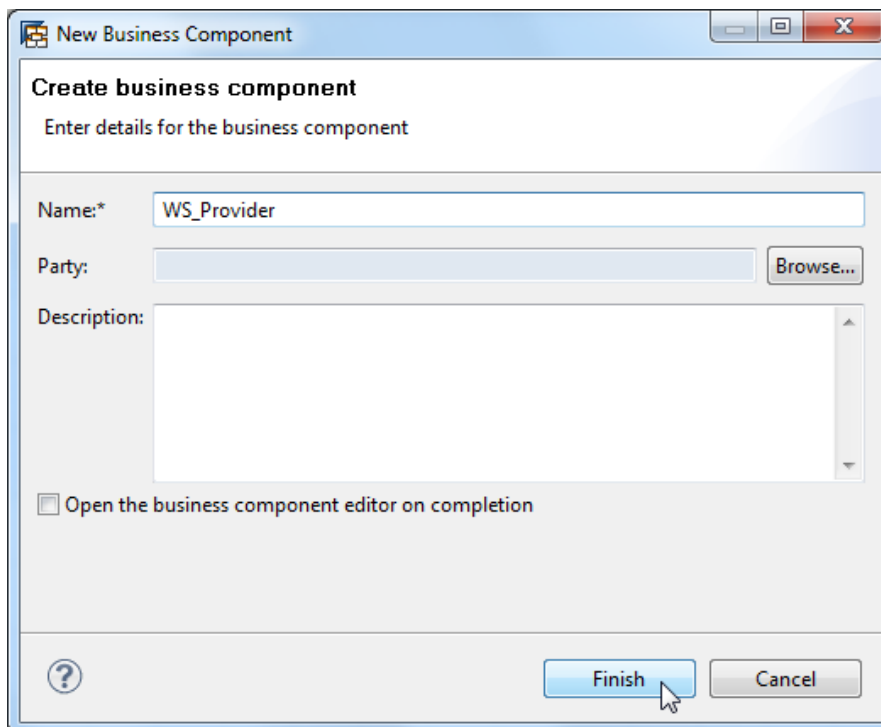 New Business Component
Create business component
Enter details for the business component
Name:* WS_Provider
Party: Browse...
Description:
Open the business component editor on completion
? Finish Cancel